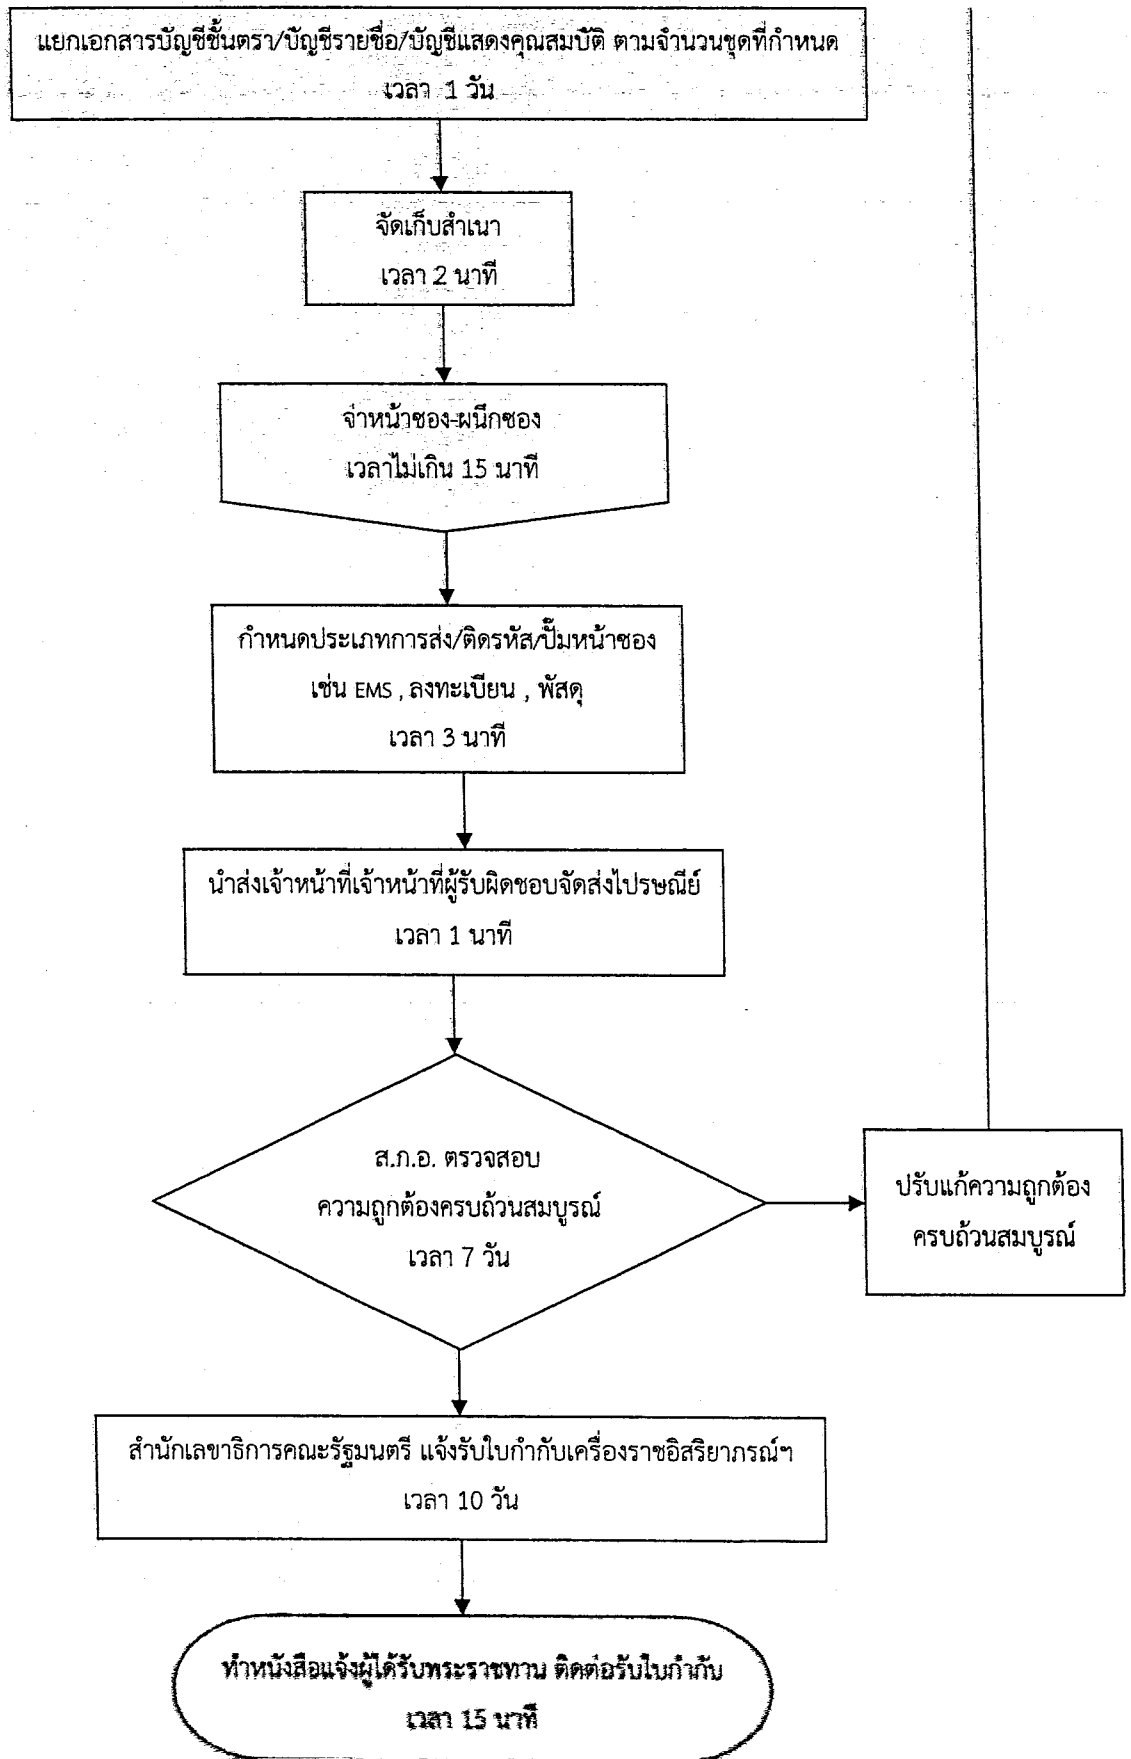 แยกเอกสารบัญชีชั้นตรา/บัญชีรายชื่อ/บัญชีแสดงคุณสมบัติ ตามจำนวนชุดที่กำหนด
เวลา 1 วัน
จัดเก็บสำเนา
เวลา 2 นาที
จ่าหน้าซอง-ผนึกซอง
เวลาไม่เกิน 15 นาที
กำหนดประเภทการส่ง/ติดรหัส/ปั๊มหน้าซอง
เช่น EMS , ลงทะเบียน , พัสดุ
เวลา 3 นาที
นำส่งเจ้าหน้าที่เจ้าหน้าที่ผู้รับผิดชอบจัดส่งไปรษณีย์
เวลา 1 นาที
ส.ก.อ. ตรวจสอบ
ความถูกต้องครบถ้วนสมบูรณ์
เวลา 7 วัน
ปรับแก้ความถูกต้อง
ครบถ้วนสมบูรณ์
สำนักเลขาธิการคณะรัฐมนตรี แจ้งรับใบกำกับเครื่องราชอิสริยาภรณ์ฯ
เวลา 10 วัน
ทำหนังสือแจ้งผู้ได้รับพระราชทาน ติดต่อรับใบกำกับ
เวลา 15 นาที